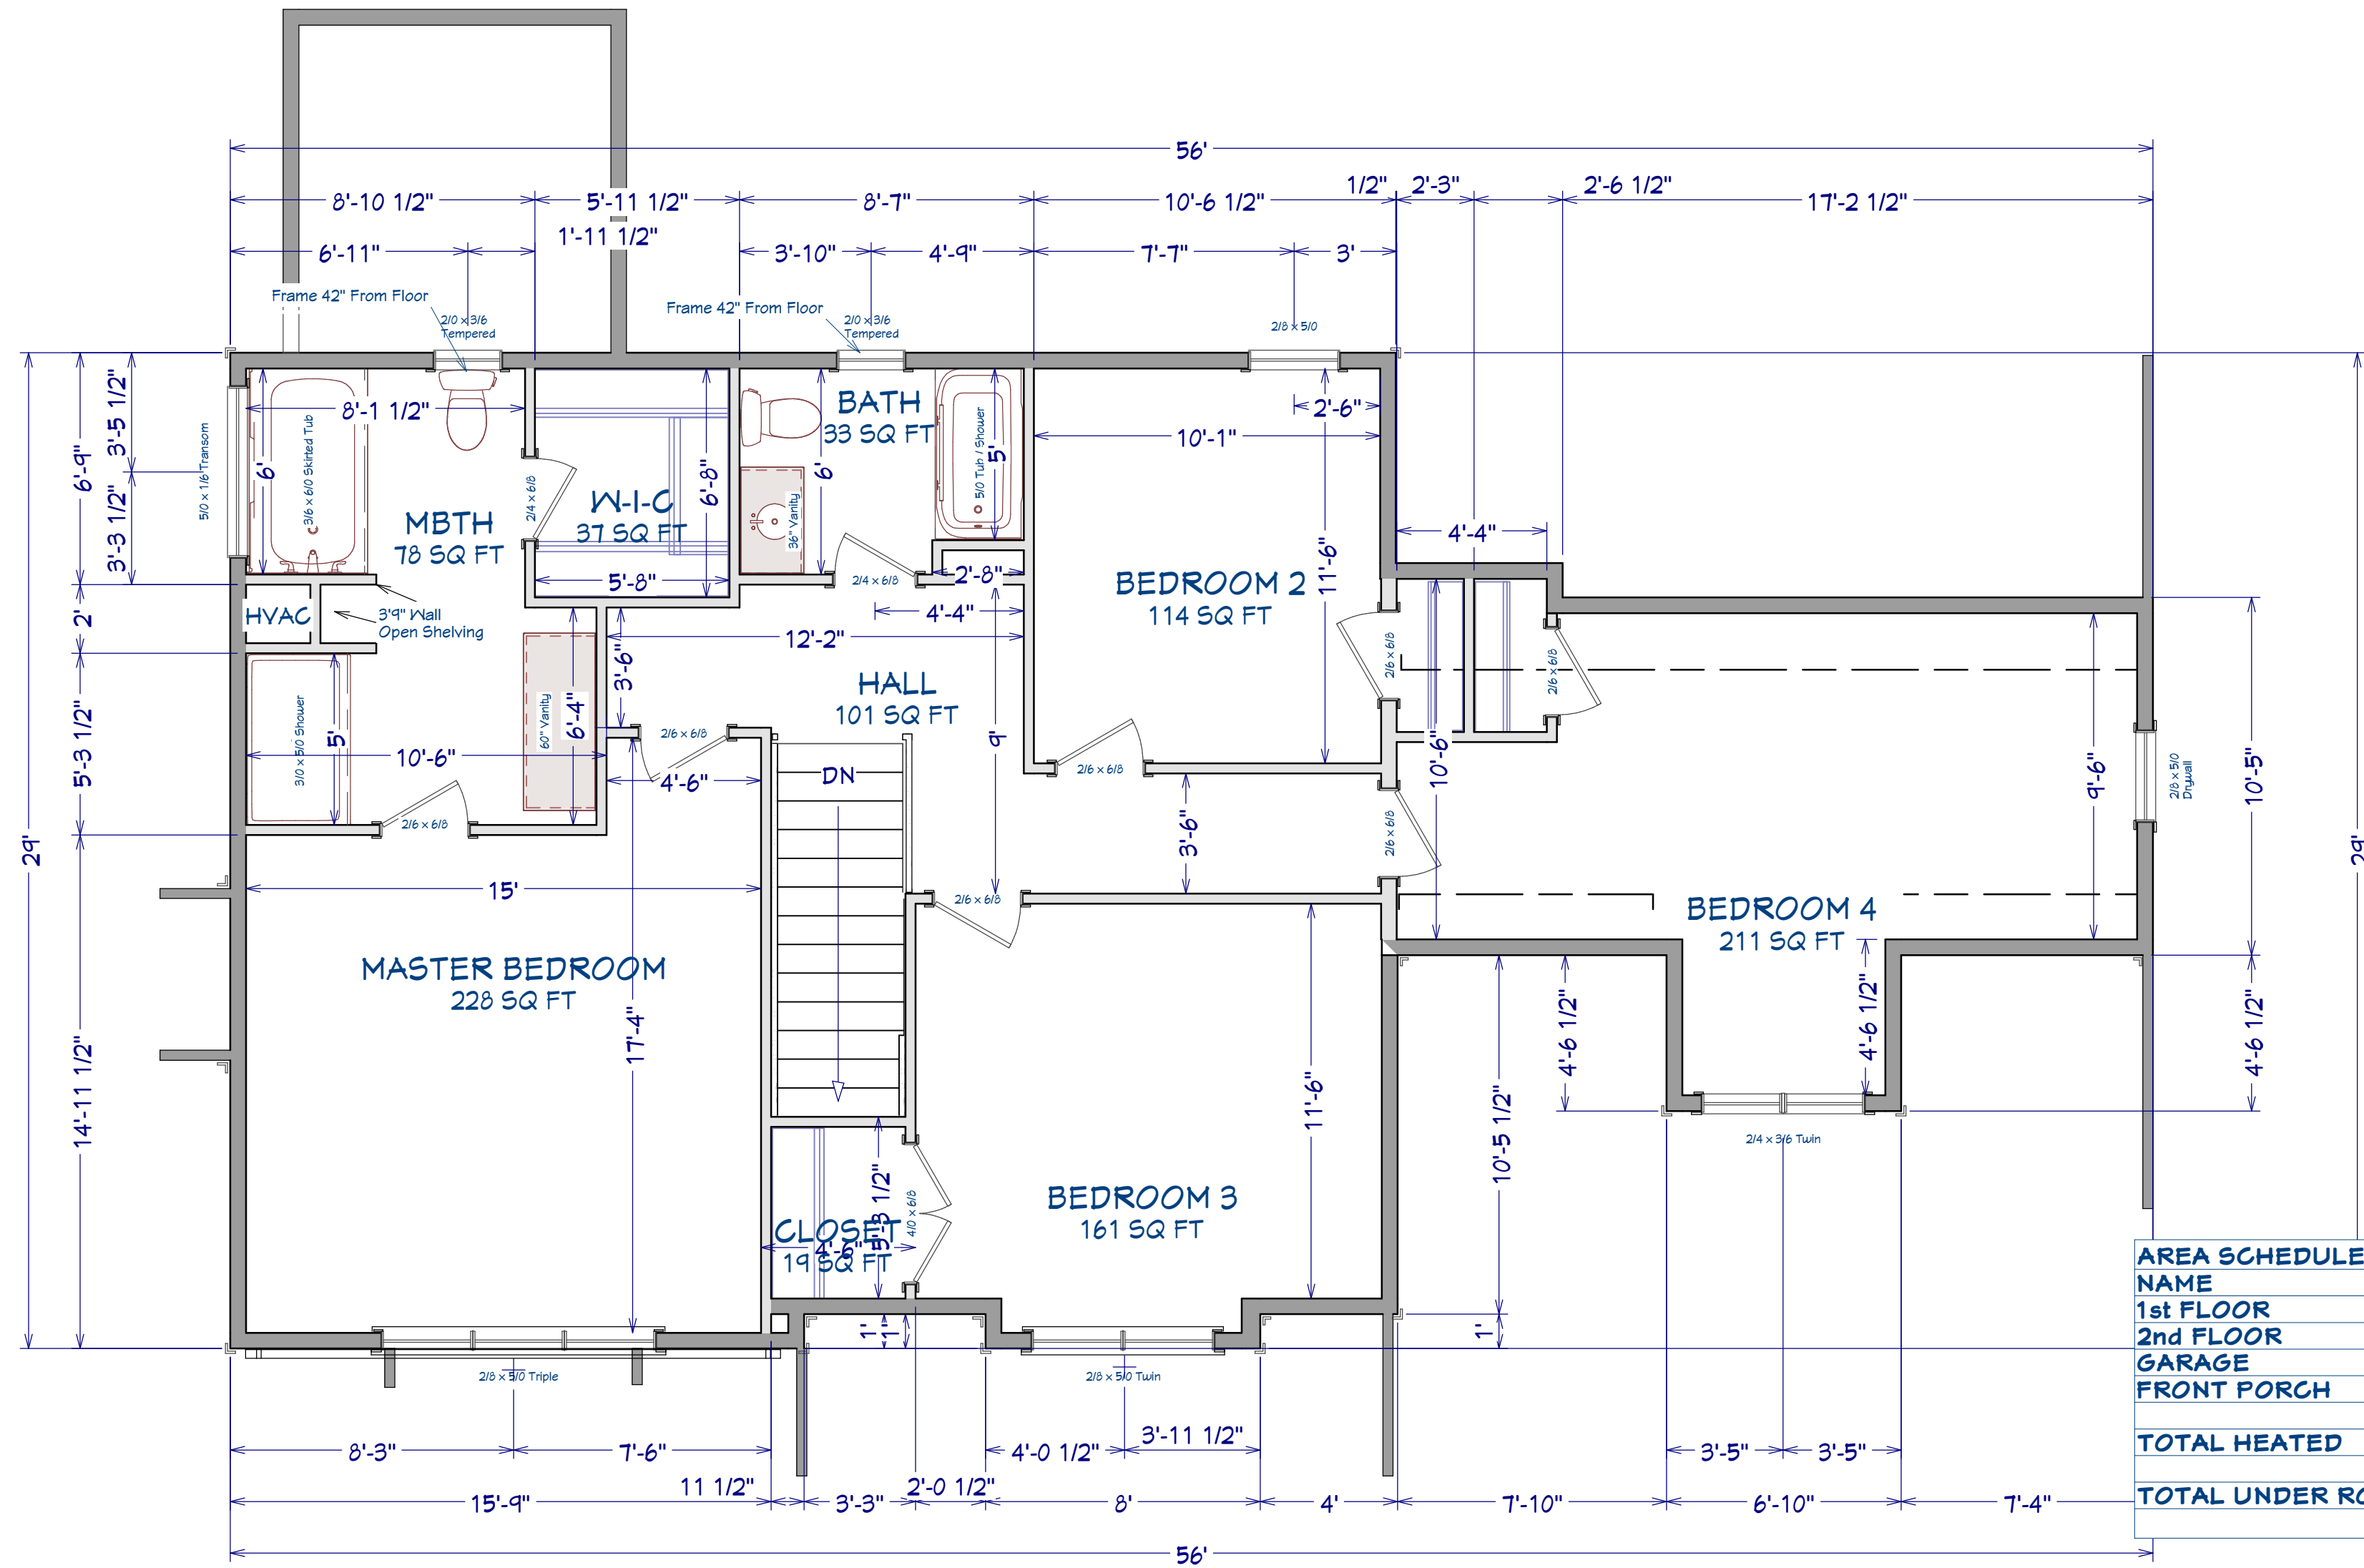 56'
8'-10 1/2"
5'-11 1/2"
8'-7"
10'-6 1/2"
1/2"
2'-3"
2'-6 1/2"
17'-2 1/2"
6'-11"
1'-11 1/2"
3'-10"
4'-9"
7'-7"
3'
Frame 42" From Floor
2/0 x 3/6
Tempered
Frame 42" From Floor
2/0 x 3/6
Tempered
2/8 x 5/0
29'
6'-9"
3'-5 1/2"
3'-3 1/2"
2'
5'-3 1/2"
14'-11 1/2"
5/0 x 1/6 Transom
8'-1 1/2"
6'
3/6 x 6/0 Skirted Tub
MBTH
78 SQ FT
2/4 x 6/8
W-I-C
37 SQ FT
6'-8"
5'-8"
BATH
33 SQ FT
6'
36" Vanity
5/0 Tub / Shower
5'
2/4 x 6/8
2'-8"
4'-4"
10'-1"
2'-6"
11'-6"
BEDROOM 2
114 SQ FT
4'-4"
HVAC
3'9" Wall
Open Shelving
12'-2"
3'-6"
HALL
101 SQ FT
9'
3/0 x 5/0 Shower
5'
10'-6"
60" Vanity
6'-4"
2/6 x 6/8
4'-6"
2/6 x 6/8
DN
2/6 x 6/8
2/6 x 6/8
2/6 x 6/8
2/6 x 6/8
10'-6"
3'-6"
9'-6"
2/8 x 5/0
Drywall
10'-5"
29'
15'
2/6 x 6/8
MASTER BEDROOM
228 SQ FT
17'-4"
BEDROOM 4
211 SQ FT
4'-6 1/2"
4'-6 1/2"
4'-6 1/2"
10'-5 1/2"
11'-6"
2/4 x 3/6 Twin
BEDROOM 3
161 SQ FT
CLOSET
19 SQ FT
4'-6"
5'-3 1/2"
4/0 x 6/8
1'
1'
1'
2/8 x 5/0 Triple
2/8 x 5/0 Twin
AREA SCHEDULE
NAME
1st FLOOR
2nd FLOOR
GARAGE
FRONT PORCH
TOTAL HEATED
TOTAL UNDER RO
8'-3"
7'-6"
4'-0 1/2"
3'-11 1/2"
3'-5"
3'-5"
15'-9"
11 1/2"
3'-3"
2'-0 1/2"
8'
4'
7'-10"
6'-10"
7'-4"
56'